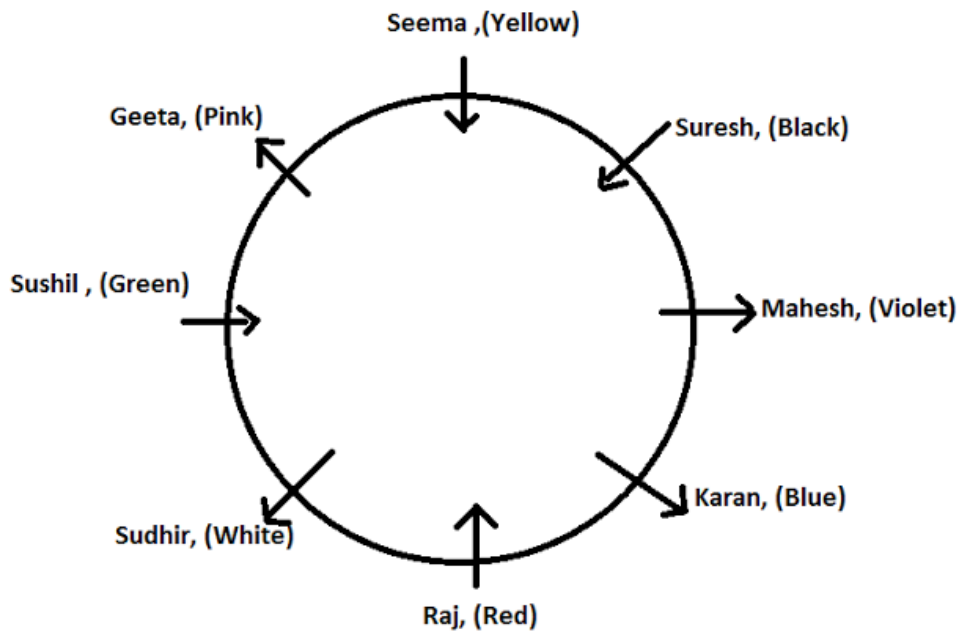 Seema ,(Yellow)
Geeta, (Pink)
Suresh, (Black)
Sushil , (Green)
Mahesh, (Violet)
Karan, (Blue)
Sudhir, (White)
Raj, (Red)